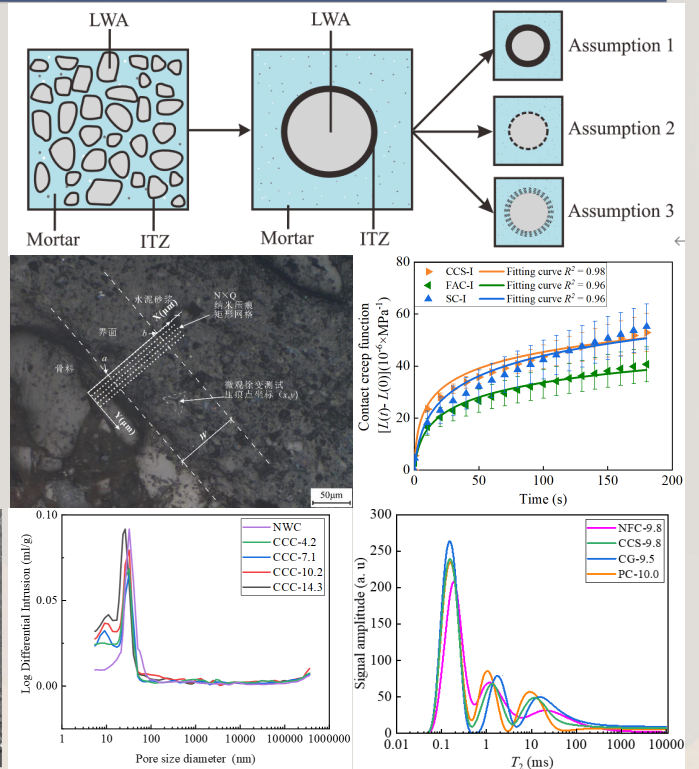 LWA
LWA
Assumption 1
Assumption 2
Assumption 3
Mortar
ITZ
Mortar
ITZ
水泥砂浆
X(μm)
N×Q
纳米压痕
矩形网格
界面
b
a
骨料
微观徐变测试
压痕点坐标 (x,y)
Y(μm)
W
50μm
CCS-I
Fitting curve R² = 0.98
FAC-I
Fitting curve R² = 0.96
SC-I
Fitting curve R² = 0.96
Contact creep function
[L(t)- L(0)](10⁻⁶×MPa⁻¹)
80
60
40
20
0
0 50 100 150 200
Time (s)
NWC
CCC-4.2
CCC-7.1
CCC-10.2
CCC-14.3
Log Differential Intrusion (ml/g)
0.10
0.05
0.00
1 10 100 1000 10000 100000 1000000
Pore size diameter (nm)
NFC-9.8
CCS-9.8
CG-9.5
PC-10.0
Signal amplitude (a. u)
300
250
200
150
100
50
0
0.01 0.1 1 10 100 1000 10000
T₂ (ms)